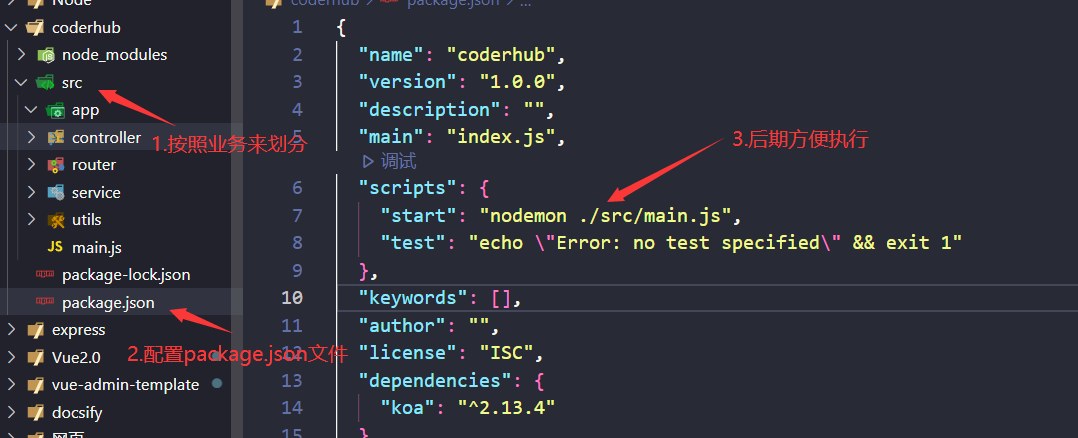 Node
coderhub
node_modules
src
app
controller
router
service
utils
JS main.js
package-lock.json
package.json
express
Vue2.0
vue-admin-template
docsify
网页
1.按照业务来划分
2.配置package.json文件
3.后期方便执行
coderhub > package.json > ...
1 {
2 "name": "coderhub",
3 "version": "1.0.0",
4 "description": "",
5 "main": "index.js",
调试
6 "scripts": {
7 "start": "nodemon ./src/main.js",
8 "test": "echo \"Error: no test specified\" && exit 1"
9 },
10 "keywords": [],
11 "author": "",
12 "license": "ISC",
13 "dependencies": {
14 "koa": "^2.13.4"
15 }